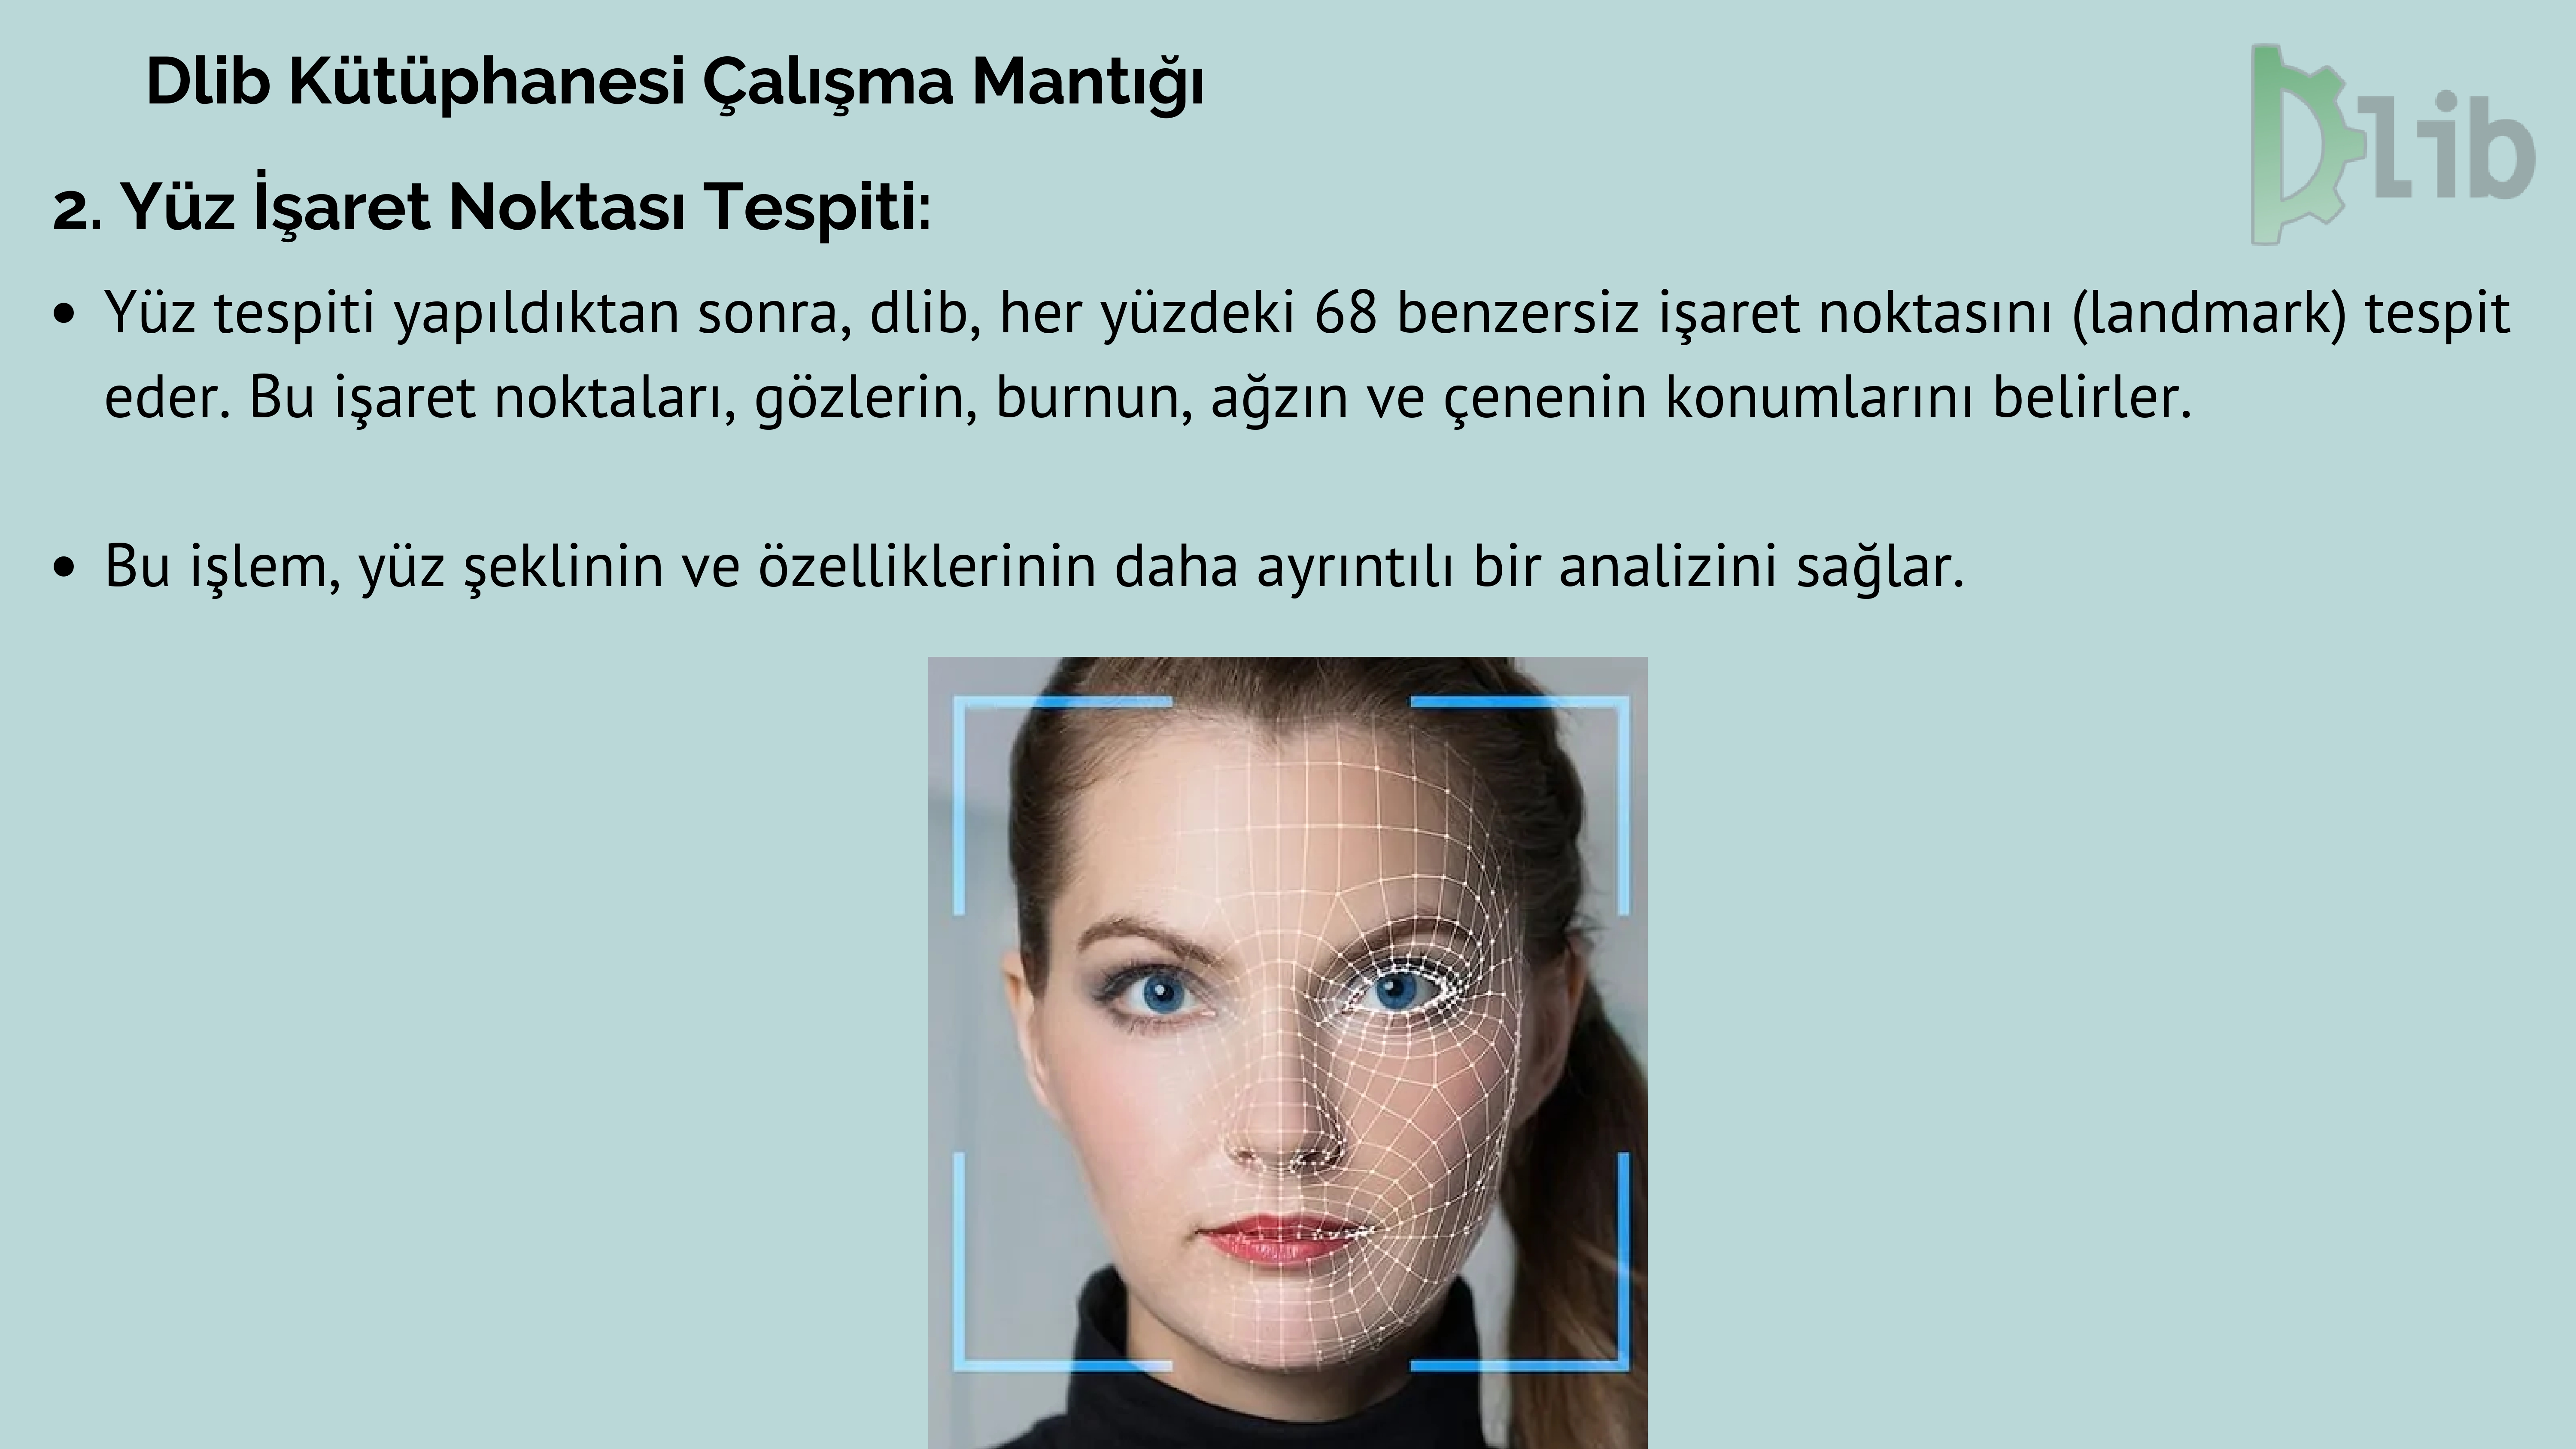 Dlib Kütüphanesi Çalışma Mantığı
Dlib
2. Yüz İşaret Noktası Tespiti:
• Yüz tespiti yapıldıktan sonra, dlib, her yüzdeki 68 benzersiz işaret noktasını (landmark) tespit
eder. Bu işaret noktaları, gözlerin, burnun, ağzın ve çenenin konumlarını belirler.
• Bu işlem, yüz şeklinin ve özelliklerinin daha ayrıntılı bir analizini sağlar.